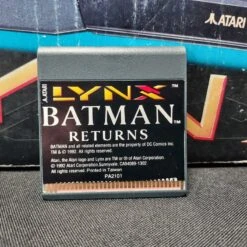 ATARI
ATARI
LYNX
BATMAN™
RETURNS
BATMAN and all related elements are the property of DC Comics Inc.
TM © 1992. All rights reserved.
Atari, the Atari logo and Lynx are TM or ® of Atari Corporation.
© 1992 Atari Corporation, Sunnyvale, CA94089-1302
All rights reserved.
Printed in Taiwan
PA2101